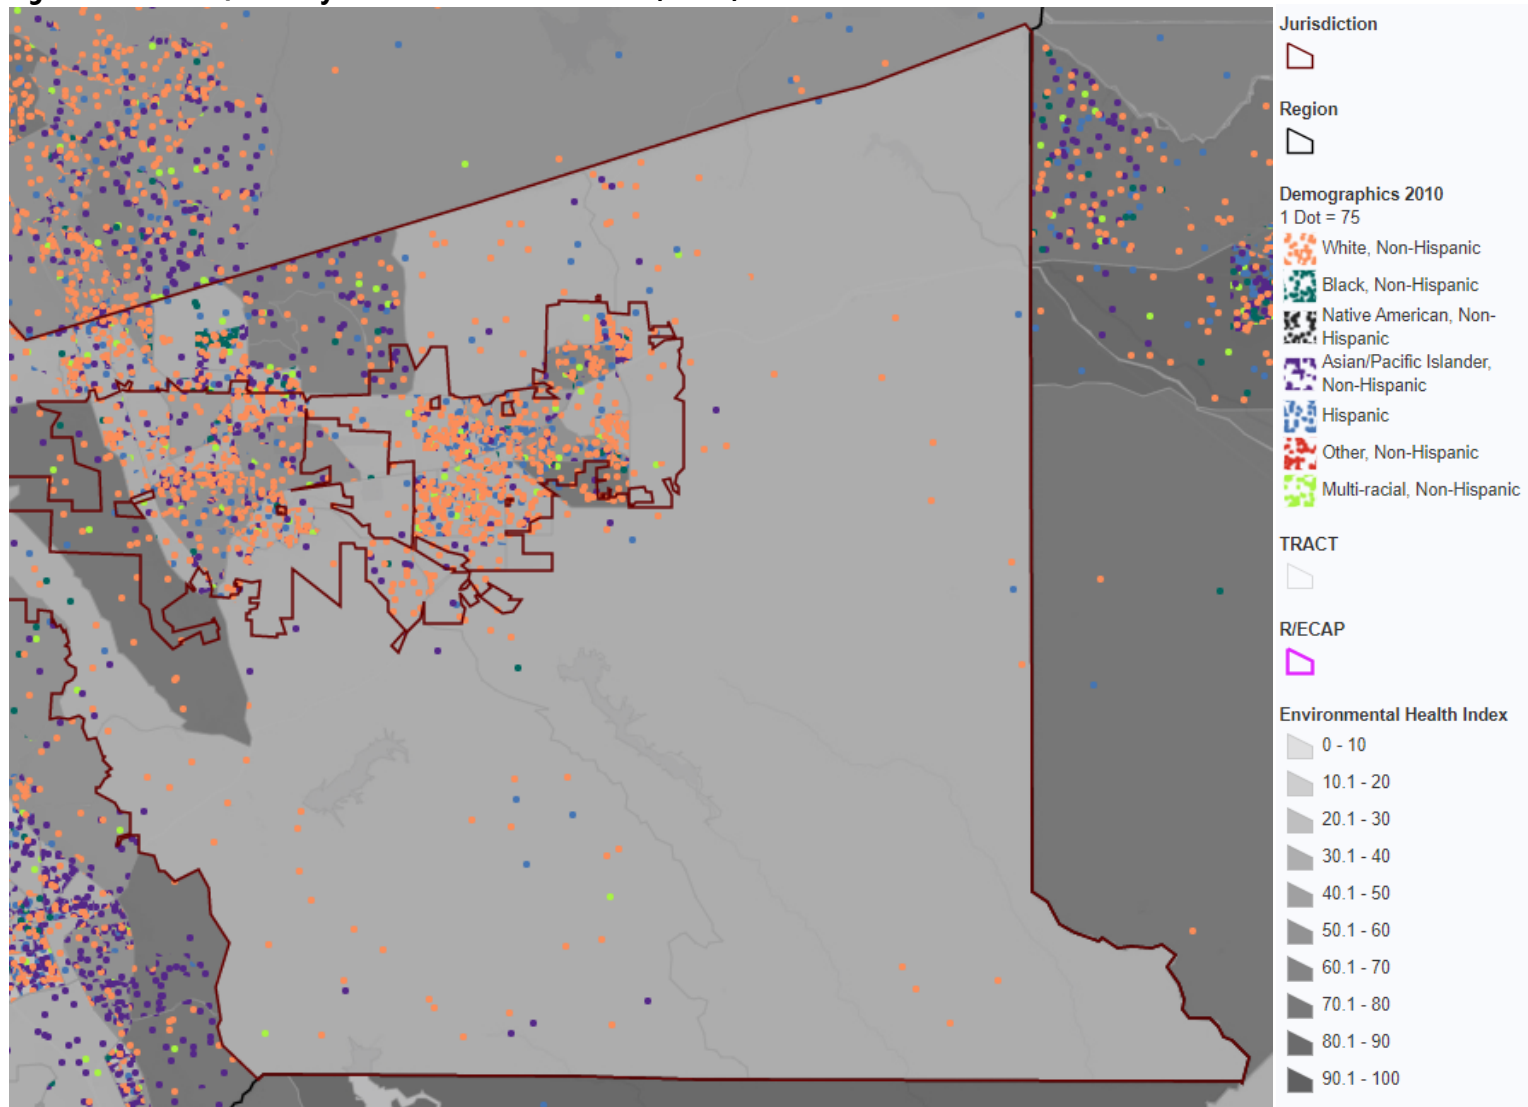 Jurisdiction
Region
Demographics 2010
1 Dot = 75
White, Non-Hispanic
Black, Non-Hispanic
Native American, Non-
Hispanic
Asian/Pacific Islander,
Non-Hispanic
Hispanic
Other, Non-Hispanic
Multi-racial, Non-Hispanic
TRACT
R/ECAP
Environmental Health Index
0 - 10
10.1 - 20
20.1 - 30
30.1 - 40
40.1 - 50
50.1 - 60
60.1 - 70
70.1 - 80
80.1 - 90
90.1 - 100